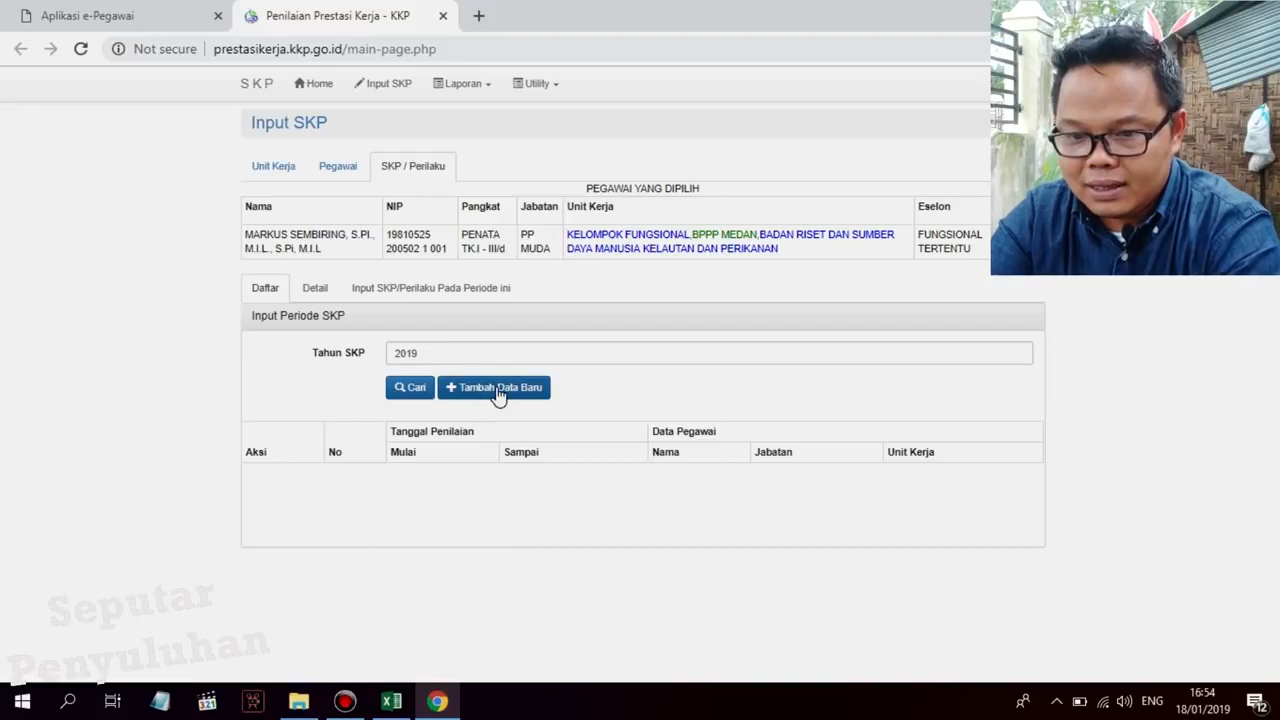 Aplikasi e-Pegawai
Penilaian Prestasi Kerja - KKP
Not secure
prestasikerja.kkp.go.id/main-page.php
SKP
Home
Input SKP
Laporan
Utility
Input SKP
Unit Kerja
Pegawai
SKP / Perilaku
PEGAWAI YANG DIPILIH
Nama NIP Pangkat Jabatan Unit Kerja Eselon
MARKUS SEMBIRING, S.PI., 19810525 PENATA PP KELOMPOK FUNGSIONAL,BPPP MEDAN,BADAN RISET DAN SUMBER FUNGSIONAL
M.I.L., S.Pi, M.I.L 200502 1 001 TK.I - III/d MUDA DAYA MANUSIA KELAUTAN DAN PERIKANAN TERTENTU
Daftar
Detail
Input SKP/Perilaku Pada Periode ini
Input Periode SKP
Tahun SKP
2019
Cari
Tambah Data Baru
Tanggal Penilaian Data Pegawai
Aksi No Mulai Sampai Nama Jabatan Unit Kerja
Seputar
Penyuluhan
ENG
16:54
18/01/2019
12